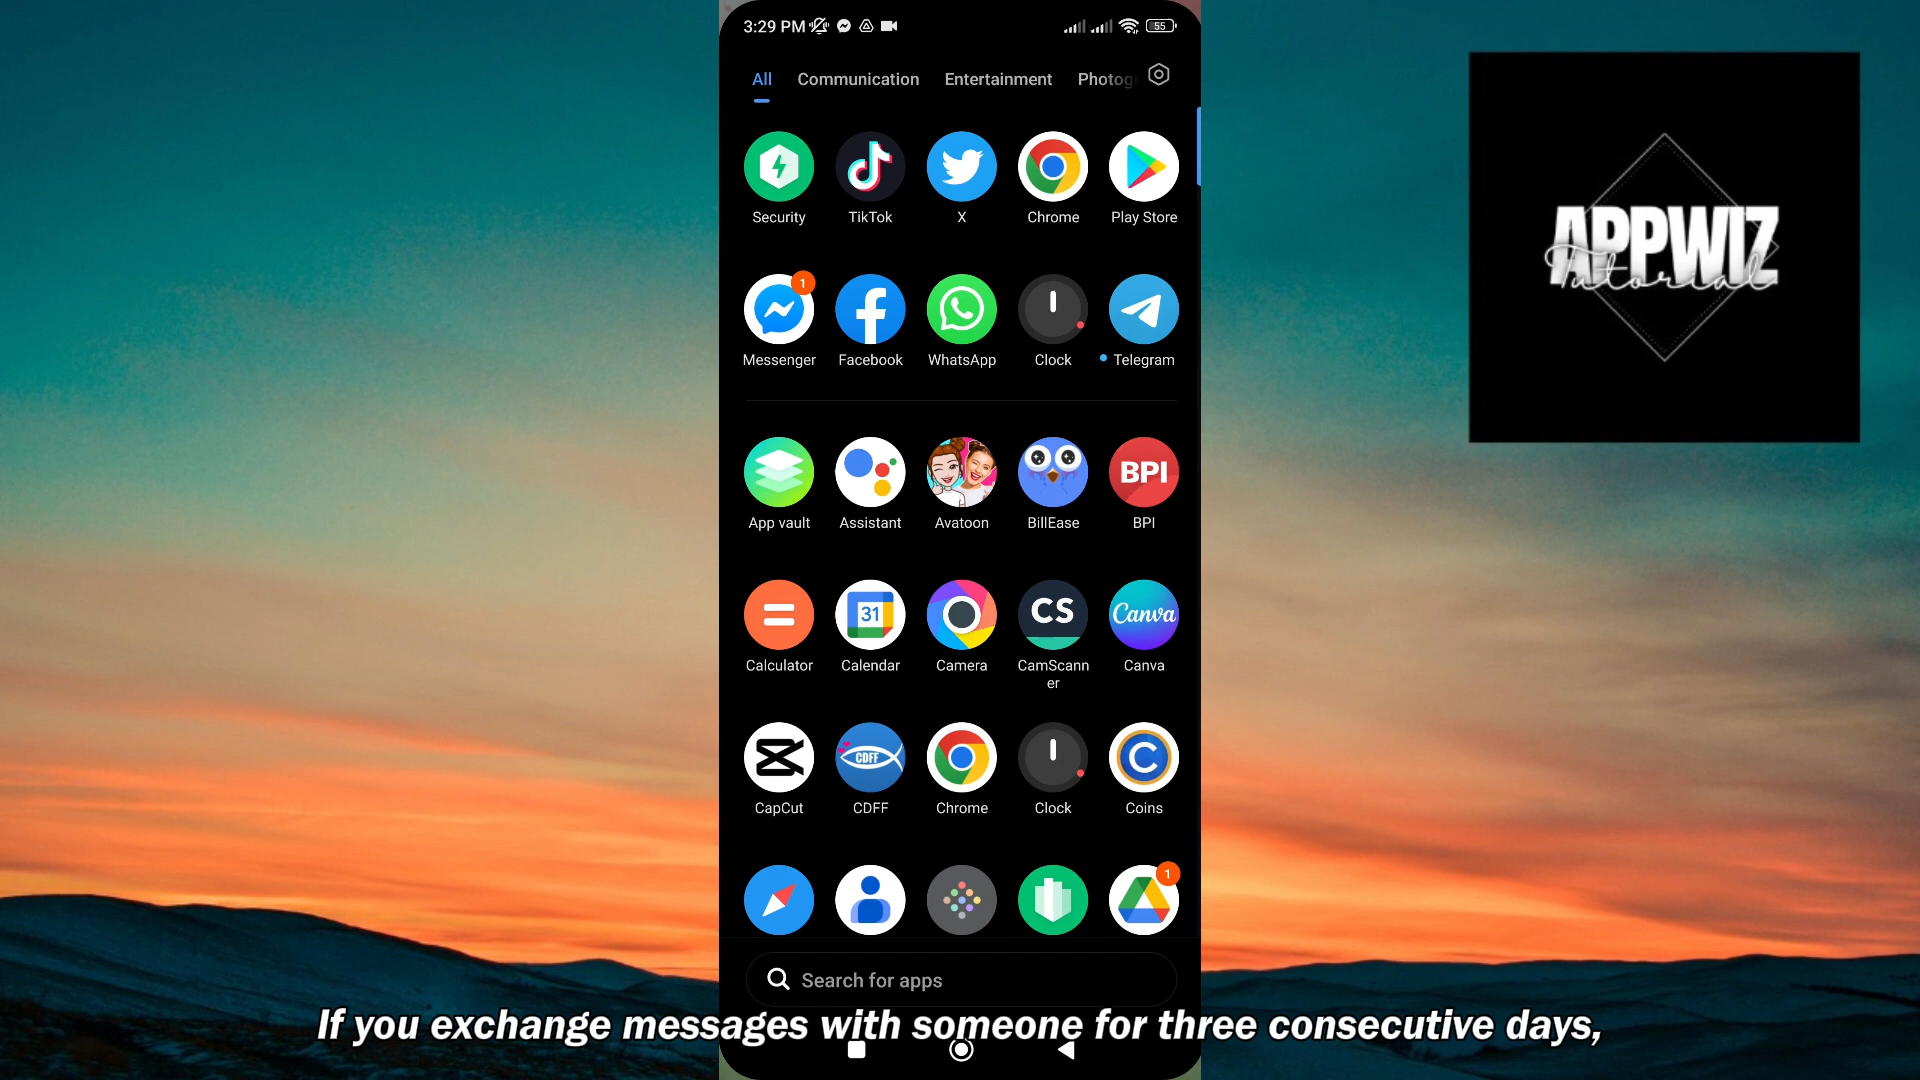 3:29 PM
55
All Communication Entertainment Photog
Security TikTok X Chrome Play Store
1
Messenger Facebook WhatsApp Clock Telegram
BPI
App vault Assistant Avatoon BillEase BPI
31 CS Canva
Calculator Calendar Camera CamScann
er Canva
CDFF C
CapCut CDFF Chrome Clock Coins
1
Search for apps
If you exchange messages with someone for three consecutive days,
APPWIZ
Tutorial